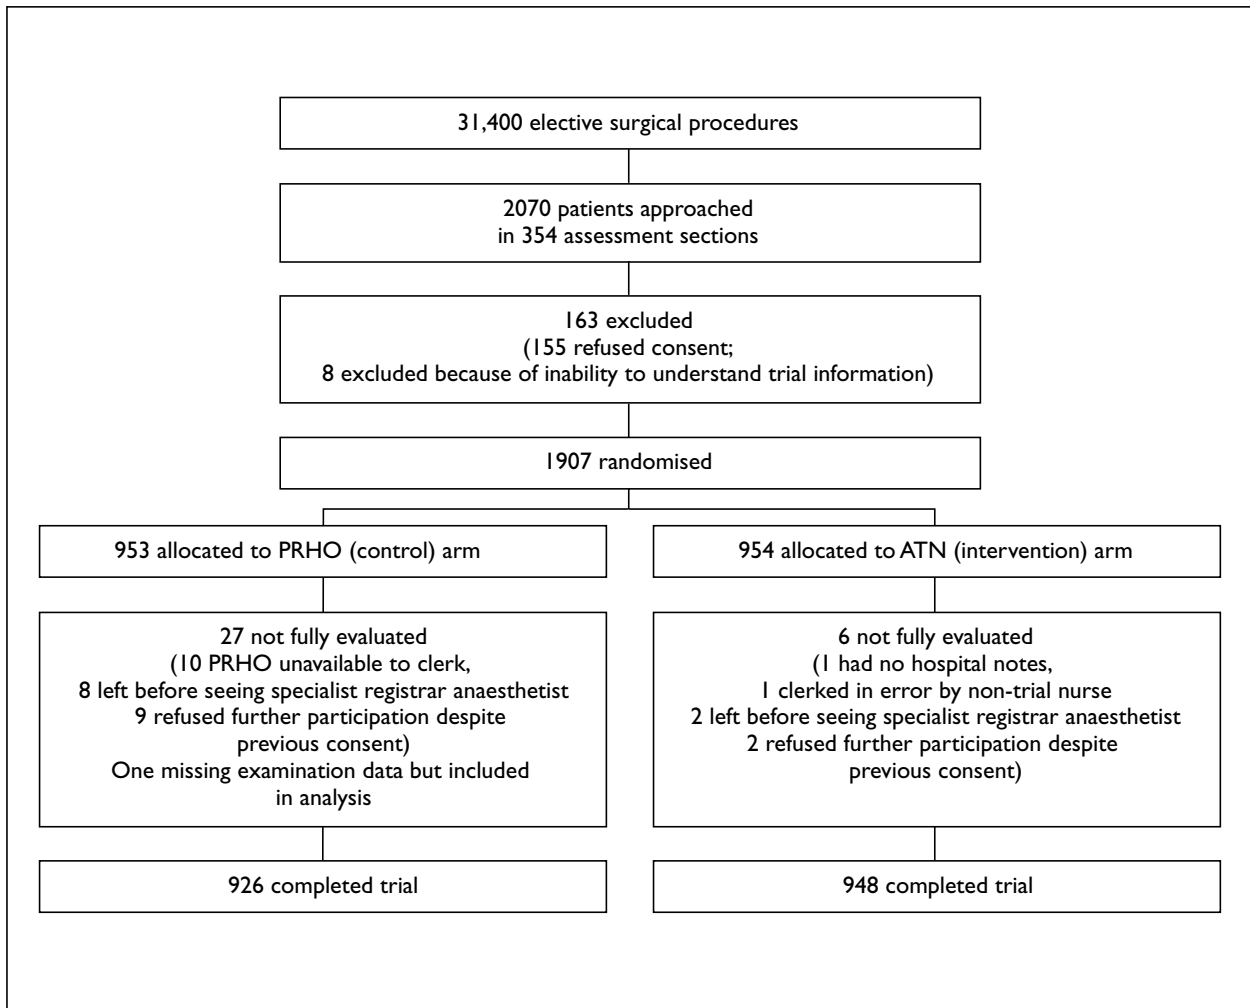 31,400 elective surgical procedures
2070 patients approached
in 354 assessment sections
163 excluded
(155 refused consent;
8 excluded because of inability to understand trial information)
1907 randomised
953 allocated to PRHO (control) arm
27 not fully evaluated
(10 PRHO unavailable to clerk,
8 left before seeing specialist registrar anaesthetist
9 refused further participation despite
previous consent)
One missing examination data but included
in analysis
926 completed trial
954 allocated to ATN (intervention) arm
6 not fully evaluated
(1 had no hospital notes,
1 clerked in error by non-trial nurse
2 left before seeing specialist registrar anaesthetist
2 refused further participation despite
previous consent)
948 completed trial